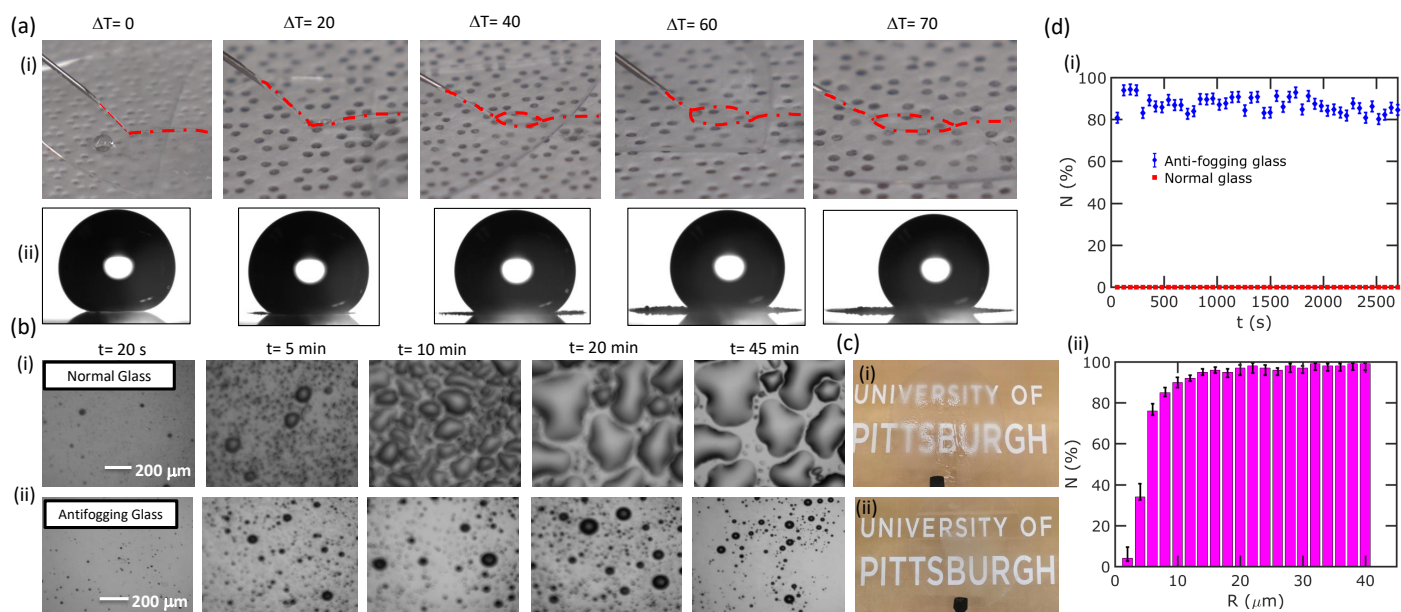 (a)
ΔT= 0
ΔT= 20
ΔT= 40
ΔT= 60
ΔT= 70
(i)
(ii)
(b)
t= 20 s
t= 5 min
t= 10 min
t= 20 min
t= 45 min
(i)
Normal Glass
200 μm
(ii)
Antifogging Glass
200 μm
(c)
(i)
UNIVERSITY OF
PITTSBURGH
(ii)
UNIVERSITY OF
PITTSBURGH
(d)
(i)
100
80
60
40
20
0
N (%)
Anti-fogging glass
Normal glass
0
500
1000
1500
2000
2500
t (s)
(ii)
100
80
60
40
20
0
N (%)
0
10
20
30
40
R (μm)